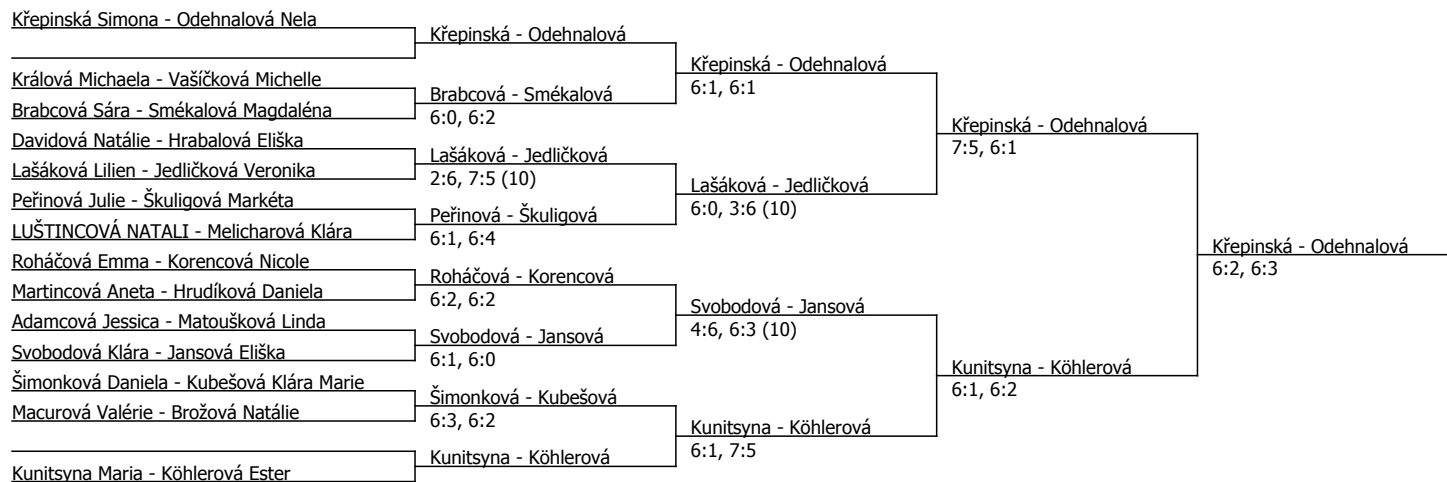 Křepinská Simona - Odehnalová Nela
Králová Michaela - Vašíčková Michelle
Brabcová Sára - Smékalová Magdaléna
Davidová Natálie - Hrabalová Eliška
Lašáková Lilien - Jedličková Veronika
Peřinová Julie - Škuligová Markéta
LUŠTINCOVÁ NATALI - Melicharová Klára
Roháčová Emma - Korencová Nicole
Martincová Aneta - Hrudíková Daniela
Adamcová Jessica - Matoušková Linda
Svobodová Klára - Jansová Eliška
Šimonková Daniela - Kubešová Klára Marie
Macurová Valérie - Brožová Natálie
Kunitsyna Maria - Köhlerová Ester
Křepinská - Odehnalová
Brabcová - Smékalová
6:0, 6:2
Lašáková - Jedličková
2:6, 7:5 (10)
Peřinová - Škuligová
6:1, 6:4
Roháčová - Korencová
6:2, 6:2
Svobodová - Jansová
6:1, 6:0
Šimonková - Kubešová
6:3, 6:2
Kunitsyna - Köhlerová
Křepinská - Odehnalová
6:1, 6:1
Lašáková - Jedličková
6:0, 3:6 (10)
Svobodová - Jansová
4:6, 6:3 (10)
Kunitsyna - Köhlerová
6:1, 7:5
Křepinská - Odehnalová
7:5, 6:1
Kunitsyna - Köhlerová
6:1, 6:2
Křepinská - Odehnalová
6:2, 6:3